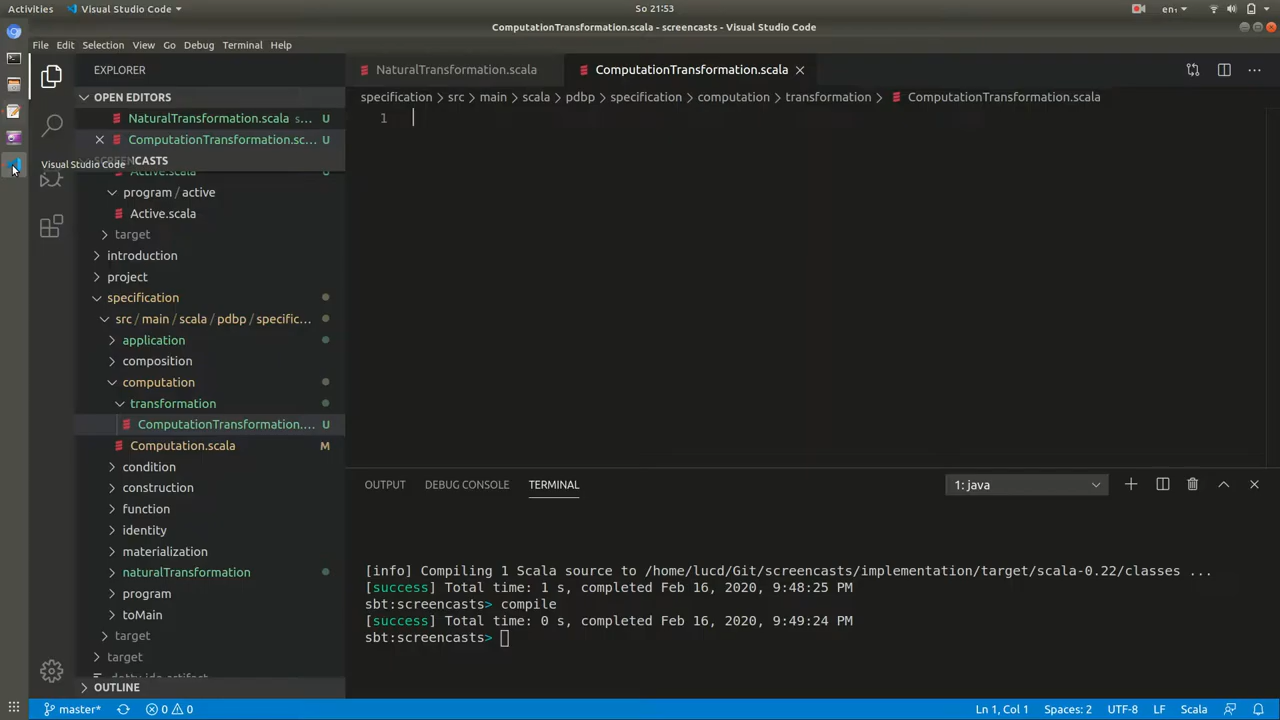 Activities Visual Studio Code So 21:53 en₁
ComputationTransformation.scala - screencasts - Visual Studio Code
File Edit Selection View Go Debug Terminal Help
EXPLORER
NaturalTransformation.scala ComputationTransformation.scala
OPEN EDITORS
specification > src > main > scala > pdbp > specification > computation > transformation > ComputationTransformation.scala
NaturalTransformation.scala s... U
1
ComputationTransformation.sc... U
SCREENCASTS
Visual Studio Code
Active.scala
program / active
Active.scala
target
introduction
project
specification
src / main / scala / pdbp / specific...
application
composition
computation
transformation
ComputationTransformation.... U
Computation.scala M
condition
construction
function
identity
materialization
naturalTransformation
program
toMain
target
target
dotty-ide-artifact
OUTLINE
OUTPUT DEBUG CONSOLE TERMINAL 1: java
[info] Compiling 1 Scala source to /home/lucd/Git/screencasts/implementation/target/scala-0.22/classes ...
[success] Total time: 1 s, completed Feb 16, 2020, 9:48:25 PM
sbt:screencasts> compile
[success] Total time: 0 s, completed Feb 16, 2020, 9:49:24 PM
sbt:screencasts>
master* 0 0 Ln 1, Col 1 Spaces: 2 UTF-8 LF Scala